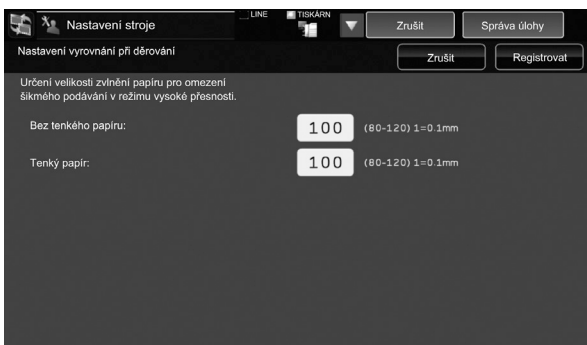 LINE
TISKÁRN
Nastavení stroje
Zrušit
Správa úlohy
Nastavení vyrovnání při děrování
Zrušit
Registrovat
Určení velikosti zvlnění papíru pro omezení
šikmého podávání v režimu vysoké přesnosti.
Bez tenkého papíru:
100
(80-120) 1=0.1mm
Tenký papír:
100
(80-120) 1=0.1mm